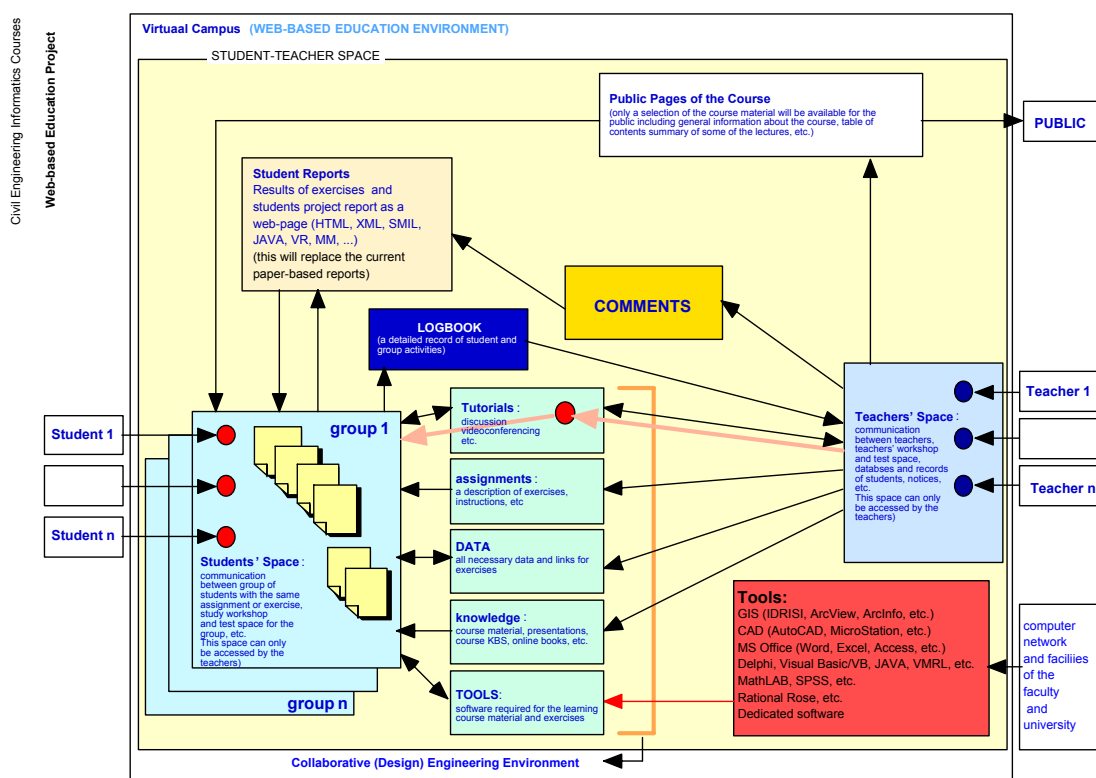 Civil Engineering Informatics Courses
Web-based Education Project
Virtuaal Campus (WEB-BASED EDUCATION ENVIRONMENT)
STUDENT-TEACHER SPACE
Public Pages of the Course
(only a selection of the course material will be available for the
public including general information about the course, table of
contents summary of some of the lectures, etc.)
PUBLIC
Student Reports
Results of exercises and
students project report as a
web-page (HTML, XML, SMIL,
JAVA, VR, MM, ...)
(this will replace the current
paper-based reports)
COMMENTS
LOGBOOK
(a detailed record of student and
group activities)
Student 1
Student n
group 1
Students' Space :
communication
between group of
students with the same
assignment or exercise,
study workshop
and test space for the
group, etc.
This space can only
be accessed by the
teachers)
group n
Tutorials :
discussion
videoconferencing
etc.
assignments :
a description of exercises,
instructions, etc
DATA
all necessary data and links for
exercises
knowledge :
course material, presentations,
course KBS, online books, etc.
TOOLS:
software required for the learning
course material and exercises
Teachers' Space :
communication
between teachers,
teachers' workshop
and test space,
databses and records
of students, notices,
etc.
This space can only
be accessed by the
teachers)
Teacher 1
Teacher n
Tools:
GIS (IDRISI, ArcView, ArcInfo, etc.)
CAD (AutoCAD, MicroStation, etc.)
MS Office (Word, Excel, Access, etc.)
Delphi, Visual Basic/VB, JAVA, VMRL, etc.
MathLAB, SPSS, etc.
Rational Rose, etc.
Dedicated software
computer
network
and faciliies
of the
faculty
and
university
Collaborative (Design) Engineering Environment